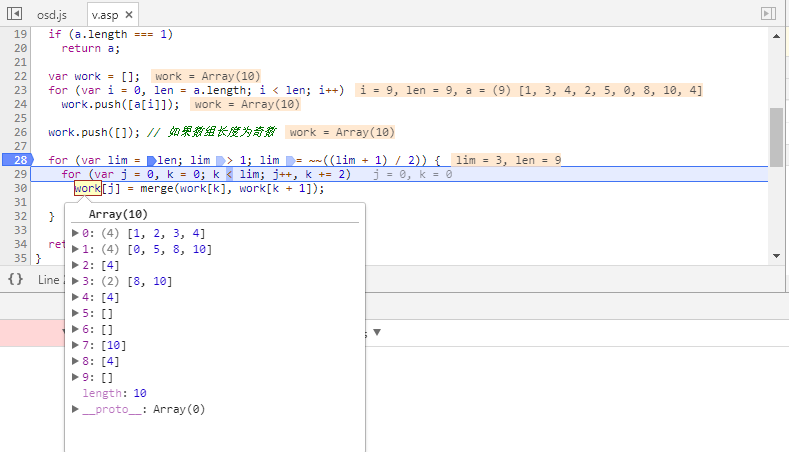 osd.js v.asp ×
19 if (a.length === 1)
20 return a;
21
22 var work = []; work = Array(10)
23 for (var i = 0, len = a.length; i < len; i++) i = 9, len = 9, a = (9) [1, 3, 4, 2, 5, 0, 8, 10, 4]
24 work.push([a[i]]); work = Array(10)
25
26 work.push([]); // 如果数组长度为奇数 work = Array(10)
27
28 for (var lim = len; lim > 1; lim = ~~((lim + 1) / 2)) { lim = 3, len = 9
29 for (var j = 0, k = 0; k < lim; j++, k += 2) j = 0, k = 0
30 work[j] = merge(work[k], work[k + 1]);
31
32 }
33
34 ret
35 }
{} Line
Array(10)
0: (4) [1, 2, 3, 4]
1: (4) [0, 5, 8, 10]
2: [4]
3: (2) [8, 10]
4: [4]
5: []
6: []
7: [10]
8: [4]
9: []
length: 10
__proto__: Array(0)